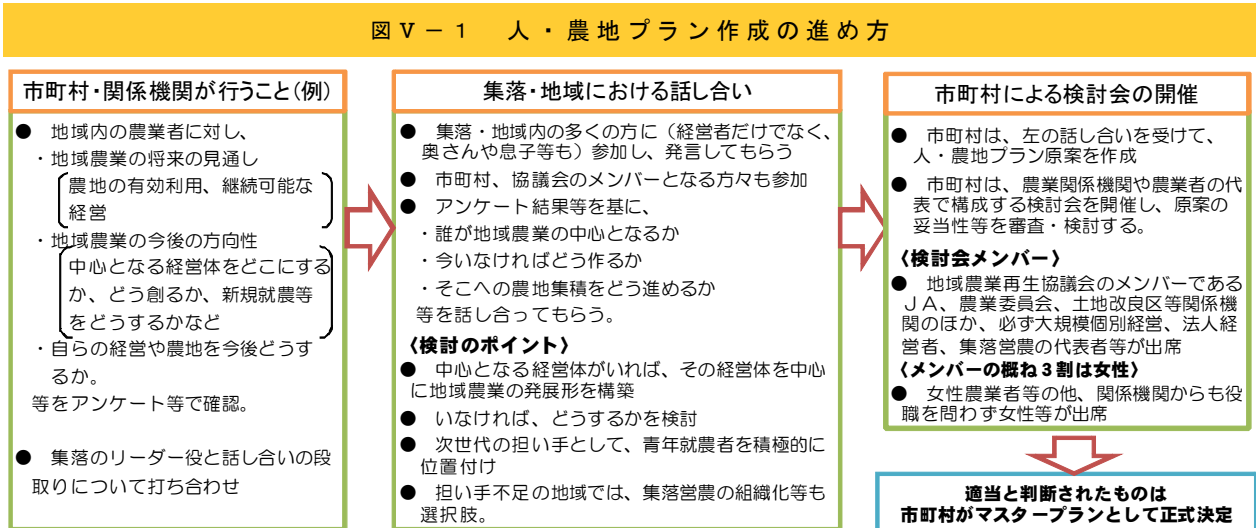 図Ⅴ－１　人・農地プラン作成の進め方
市町村・関係機関が行うこと（例）
●　地域内の農業者に対し、
・地域農業の将来の見通し
農地の有効利用、継続可能な
経営
・地域農業の今後の方向性
中心となる経営体をどこにする
か、どう創るか、新規就農等
をどうするかなど
・自らの経営や農地を今後どうす
るか。
等をアンケート等で確認。
●　集落のリーダー役と話し合いの段
取りについて打ち合わせ
集落・地域における話し合い
●　集落・地域内の多くの方に（経営者だけでなく、
奥さんや息子等も）参加し、発言してもらう
●　市町村、協議会のメンバーとなる方々も参加
●　アンケート結果等を基に、
・誰が地域農業の中心となるか
・今いなければどう作るか
・そこへの農地集積をどう進めるか
等を話し合ってもらう。
〈検討のポイント〉
●　中心となる経営体がいれば、その経営体を中心
に地域農業の発展形を構築
●　いなければ、どうするかを検討
●　次世代の担い手として、青年就農者を積極的に
位置付け
●　担い手不足の地域では、集落営農の組織化等も
選択肢。
市町村による検討会の開催
●　市町村は、左の話し合いを受けて、
人・農地プラン原案を作成
●　市町村は、農業関係機関や農業者の代
表で構成する検討会を開催し、原案の
妥当性等を審査・検討する。
〈検討会メンバー〉
●　地域農業再生協議会のメンバーである
ＪＡ、農業委員会、土地改良区等関係機
関のほか、必ず大規模個別経営、法人経
営者、集落営農の代表者等が出席
〈メンバーの概ね３割は女性〉
●　女性農業者等の他、関係機関からも役
職を問わず女性等が出席
適当と判断されたものは
市町村がマスタープランとして正式決定